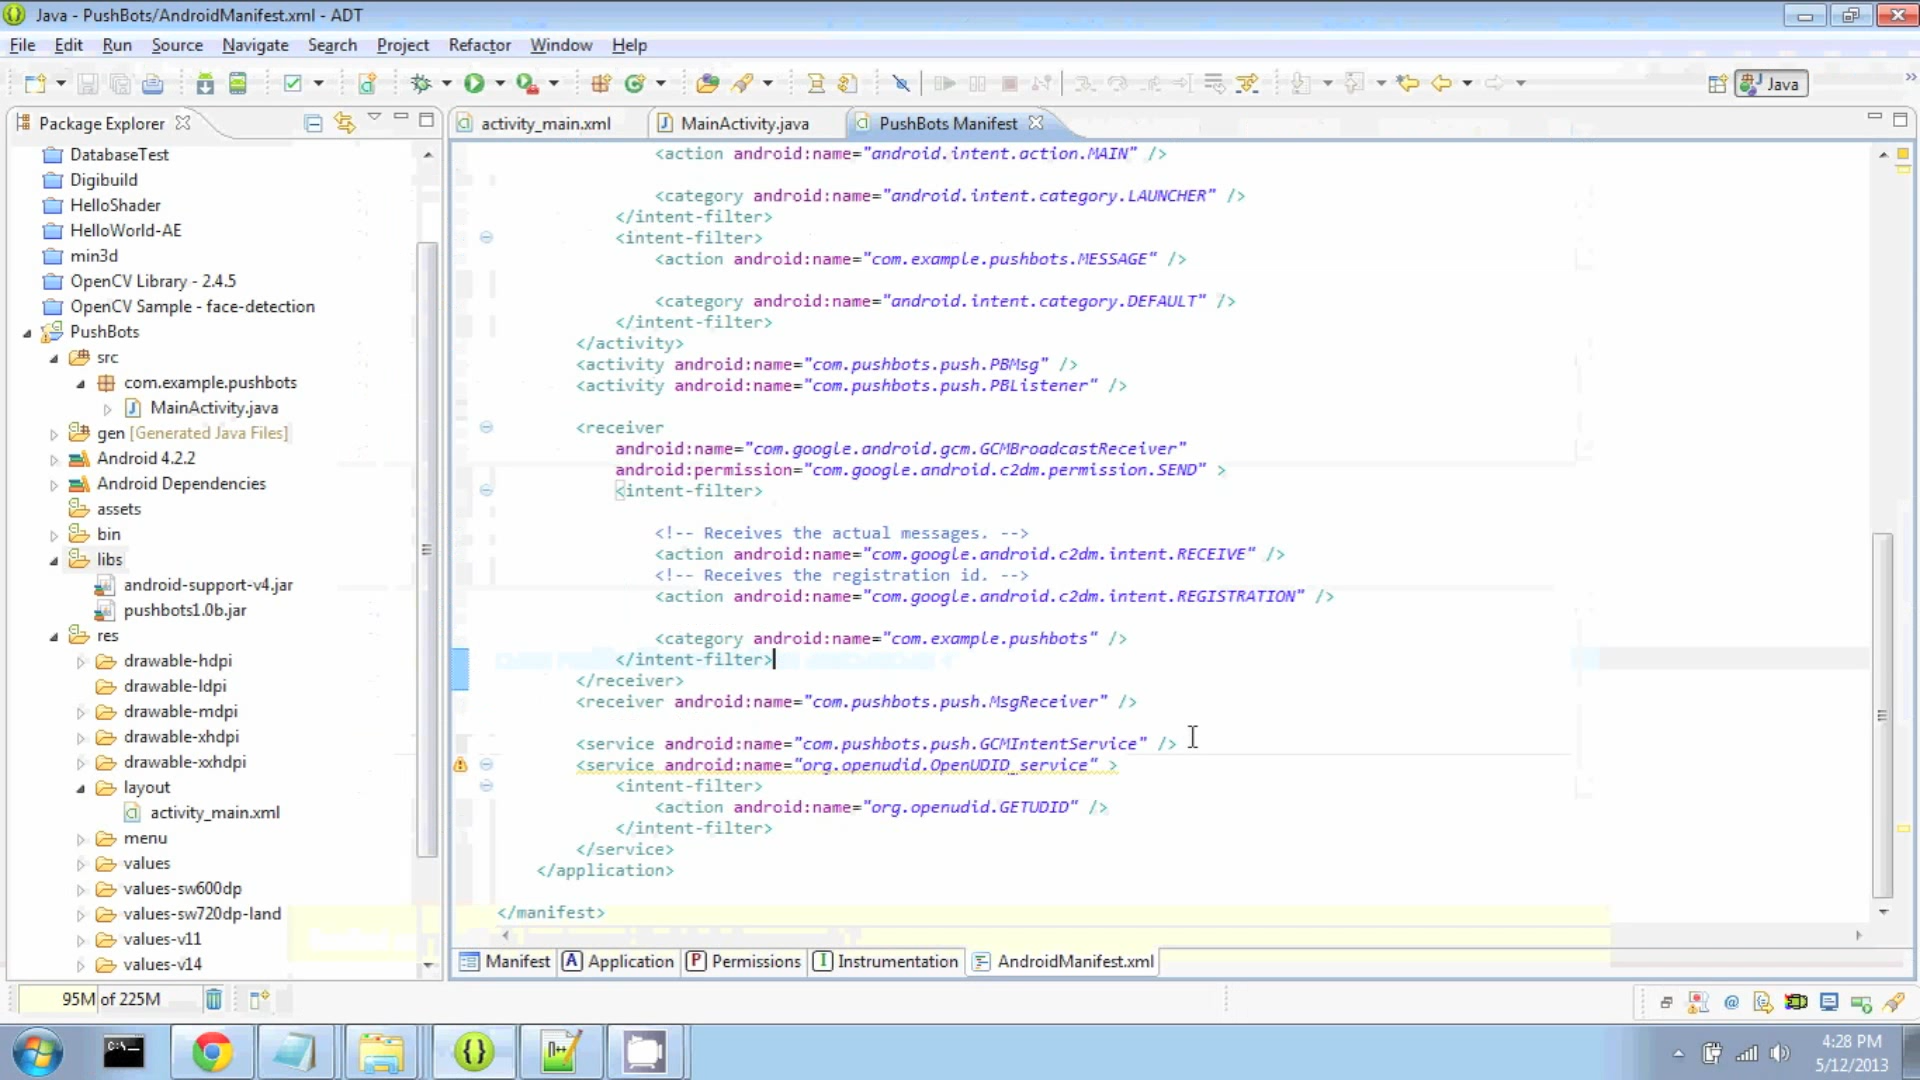 Java - PushBots/AndroidManifest.xml - ADT
File Edit Run Source Navigate Search Project Refactor Window Help
Java
Package Explorer
activity_main.xml
MainActivity.java
PushBots Manifest
DatabaseTest
Digibuild
HelloShader
HelloWorld-AE
min3d
OpenCV Library - 2.4.5
OpenCV Sample - face-detection
PushBots
src
com.example.pushbots
MainActivity.java
gen [Generated Java Files]
Android 4.2.2
Android Dependencies
assets
bin
libs
android-support-v4.jar
pushbots1.0b.jar
res
drawable-hdpi
drawable-ldpi
drawable-mdpi
drawable-xhdpi
drawable-xxhdpi
layout
activity_main.xml
menu
values
values-sw600dp
values-sw720dp-land
values-v11
values-v14
<action android:name="android.intent.action.MAIN" />
<category android:name="android.intent.category.LAUNCHER" />
</intent-filter>
<intent-filter>
<action android:name="com.example.pushbots.MESSAGE" />
<category android:name="android.intent.category.DEFAULT" />
</intent-filter>
</activity>
<activity android:name="com.pushbots.push.PBMsg" />
<activity android:name="com.pushbots.push.PBListener" />
<receiver
android:name="com.google.android.gcm.GCMBroadcastReceiver"
android:permission="com.google.android.c2dm.permission.SEND" >
<intent-filter>
<!-- Receives the actual messages. -->
<action android:name="com.google.android.c2dm.intent.RECEIVE" />
<!-- Receives the registration id. -->
<action android:name="com.google.android.c2dm.intent.REGISTRATION" />
<category android:name="com.example.pushbots" />
</intent-filter>
</receiver>
<receiver android:name="com.pushbots.push.MsgReceiver" />
<service android:name="com.pushbots.push.GCMIntentService" />
<service android:name="org.openudid.OpenUDID_service" >
<intent-filter>
<action android:name="org.openudid.GETUDID" />
</intent-filter>
</service>
</application>
</manifest>
Manifest
A Application
P Permissions
I Instrumentation
AndroidManifest.xml
95M of 225M
4:28 PM
5/12/2013